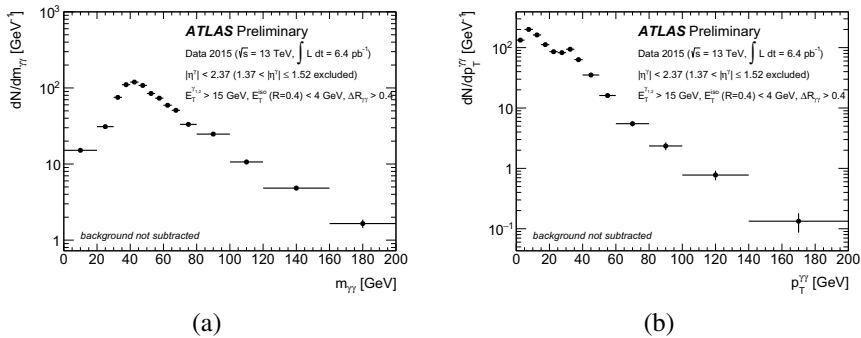 dN/dmγγ [GeV⁻¹]
10³
10²
10
1
ATLAS Preliminary
Data 2015 (√s = 13 TeV, ∫ L dt = 6.4 pb⁻¹)
|η^γ| < 2.37 (1.37 < |η^γ| ≤ 1.52 excluded)
E_T^γ1,2 > 15 GeV, E_T^iso (R=0.4) < 4 GeV, ΔRγγ > 0.4
background not subtracted
0 20 40 60 80 100 120 140 160 180 200
mγγ [GeV]
(a)
dN/dp_T^γγ [GeV⁻¹]
10³
10²
10
1
10⁻¹
ATLAS Preliminary
Data 2015 (√s = 13 TeV, ∫ L dt = 6.4 pb⁻¹)
|η^γ| < 2.37 (1.37 < |η^γ| ≤ 1.52 excluded)
E_T^γ1,2 > 15 GeV, E_T^iso (R=0.4) < 4 GeV, ΔRγγ > 0.4
background not subtracted
0 20 40 60 80 100 120 140 160 180 200
p_T^γγ [GeV]
(b)